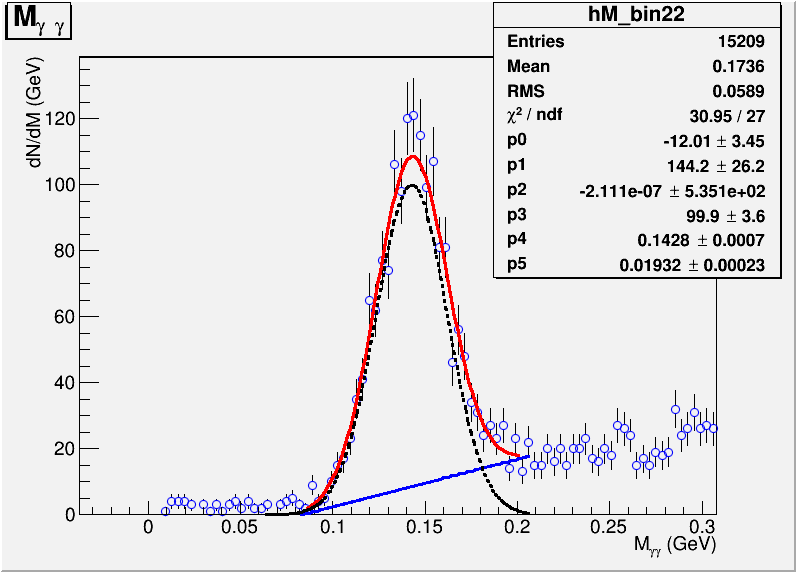 Mγ γ
hM_bin22
Entries 15209
Mean 0.1736
RMS 0.0589
χ² / ndf 30.95 / 27
p0 -12.01 ± 3.45
p1 144.2 ± 26.2
p2 -2.111e-07 ± 5.351e+02
p3 99.9 ± 3.6
p4 0.1428 ± 0.0007
p5 0.01932 ± 0.00023
dN/dM (GeV)
120
100
80
60
40
20
0
0 0.05 0.1 0.15 0.2 0.25 0.3
Mγγ (GeV)